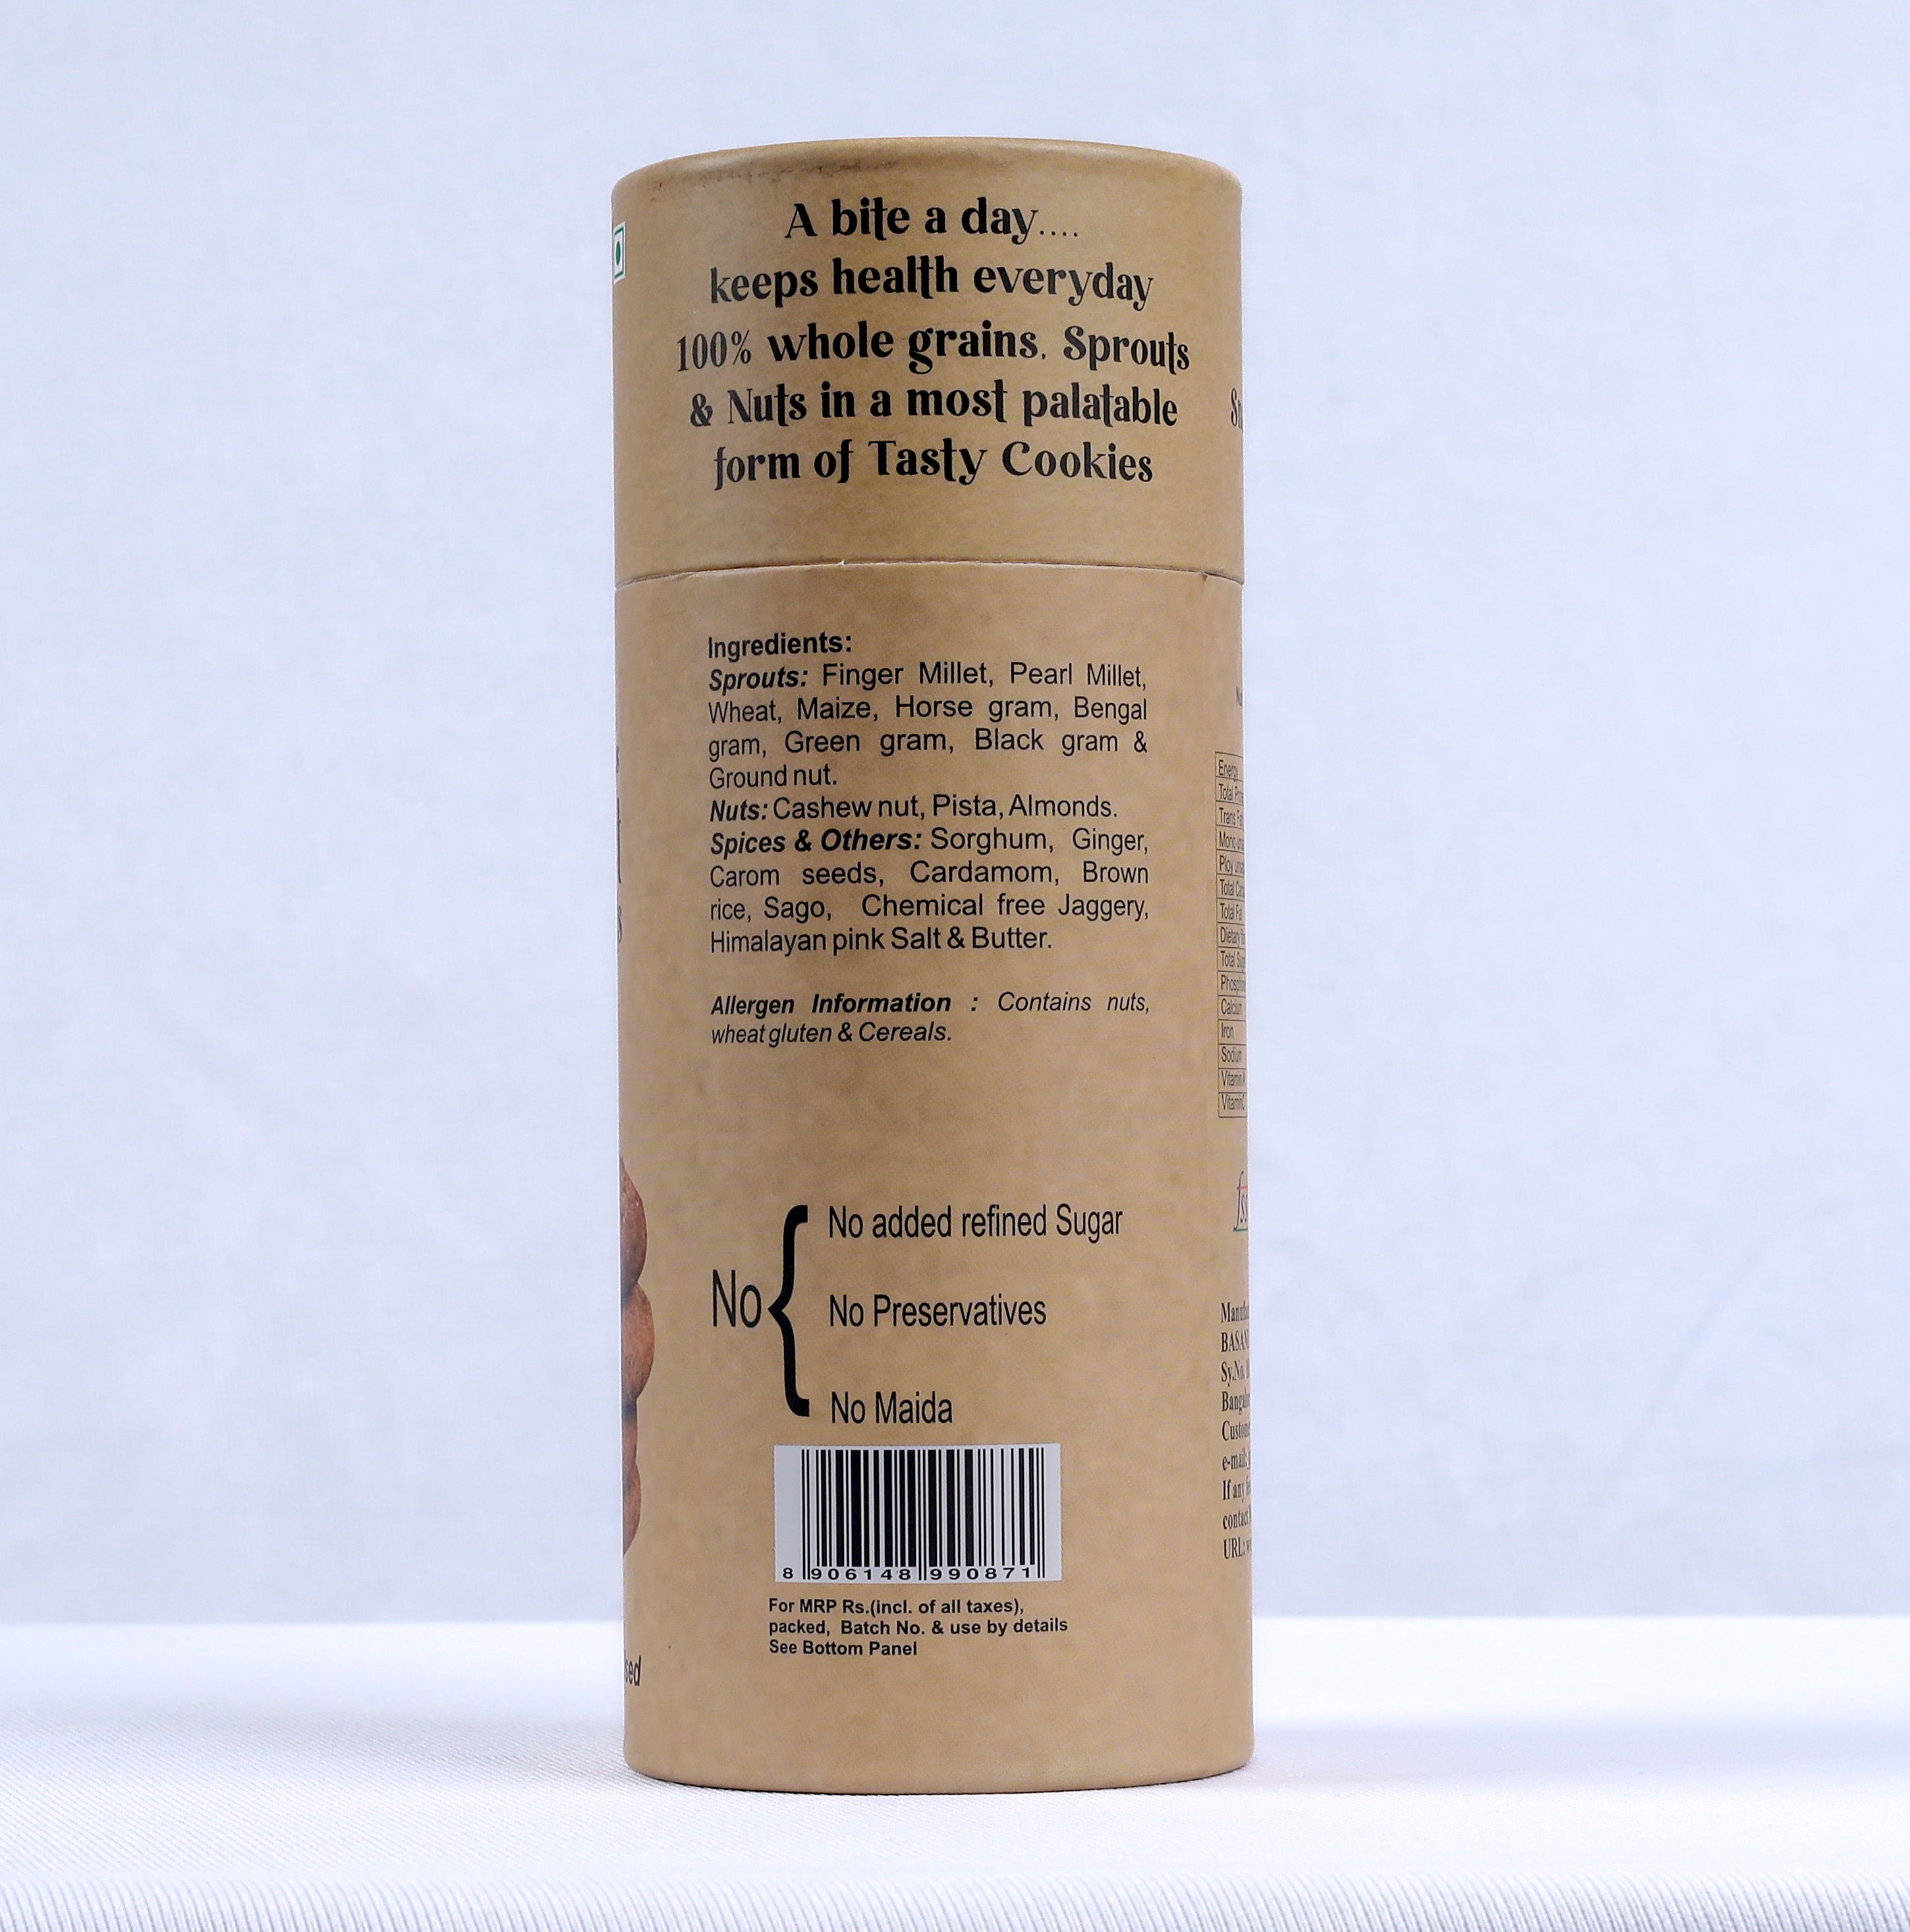 A bite a day....
keeps health everyday
100% whole grains, Sprouts
& Nuts in a most palatable
form of Tasty Cookies
Ingredients:
Sprouts: Finger Millet, Pearl Millet,
Wheat, Maize, Horse gram, Bengal
gram, Green gram, Black gram &
Ground nut.
Nuts: Cashew nut, Pista, Almonds.
Spices & Others: Sorghum, Ginger,
Carom seeds, Cardamom, Brown
rice, Sago, Chemical free Jaggery,
Himalayan pink Salt & Butter.
Allergen Information : Contains nuts,
wheat gluten & Cereals.
No
No added refined Sugar
No Preservatives
No Maida
8 906148 990871
For MRP Rs.(incl. of all taxes),
packed, Batch No. & use by details
See Bottom Panel
Energy
Total
Total
Total Fat
Total
Calcium
Iron
Sodium